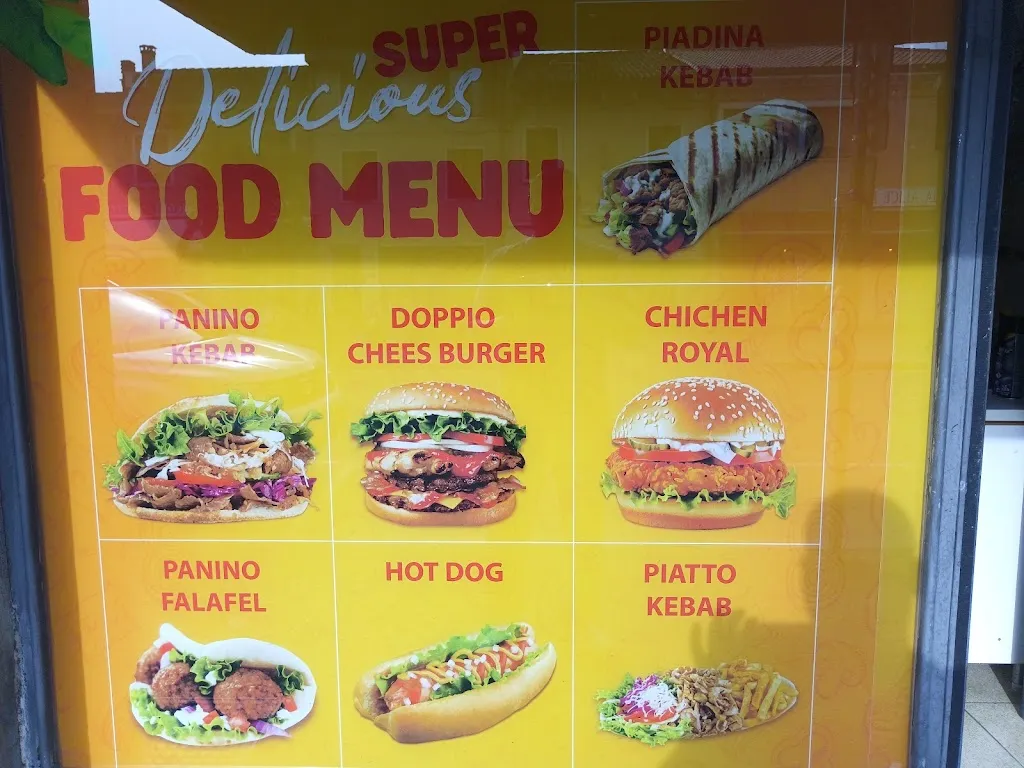 SUPER
Delicious
FOOD MENU
PIADINA
KEBAB
PANINO
KEBAB
DOPPIO
CHEES BURGER
CHICHEN
ROYAL
PANINO
FALAFEL
HOT DOG
PIATTO
KEBAB